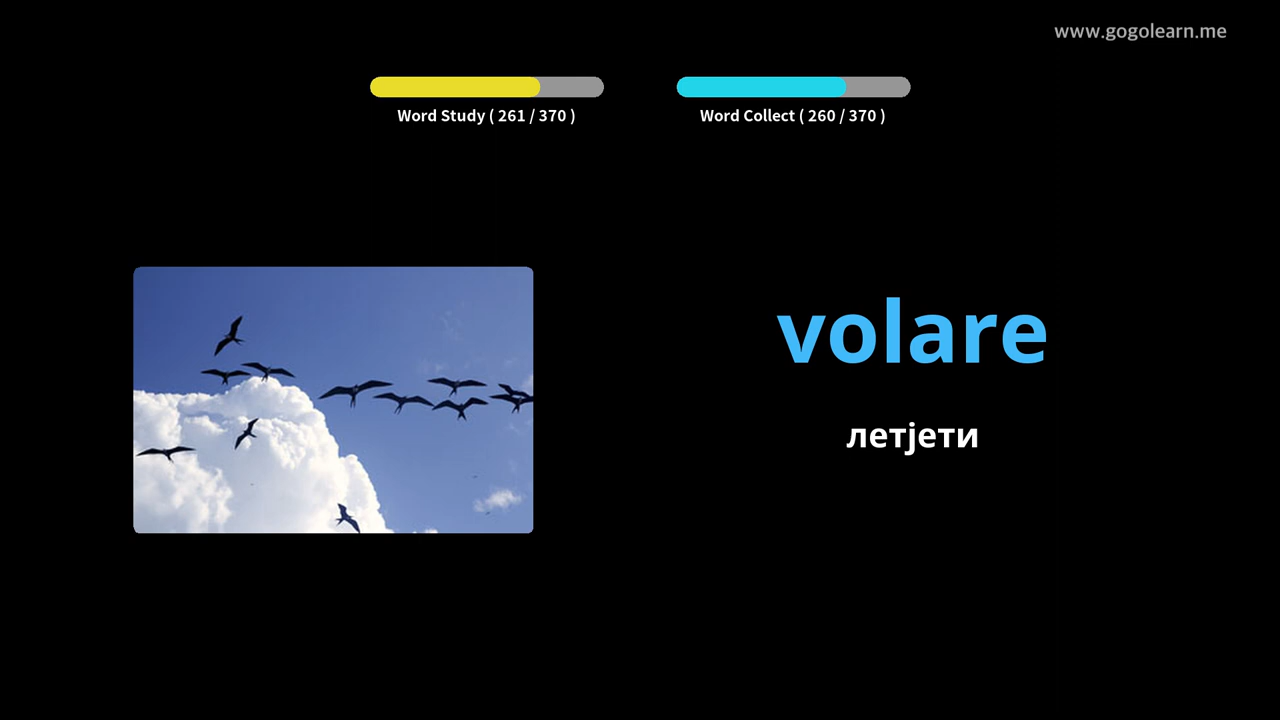 www.gogolearn.me
Word Study ( 261 / 370 )
Word Collect ( 260 / 370 )
volare
летјети